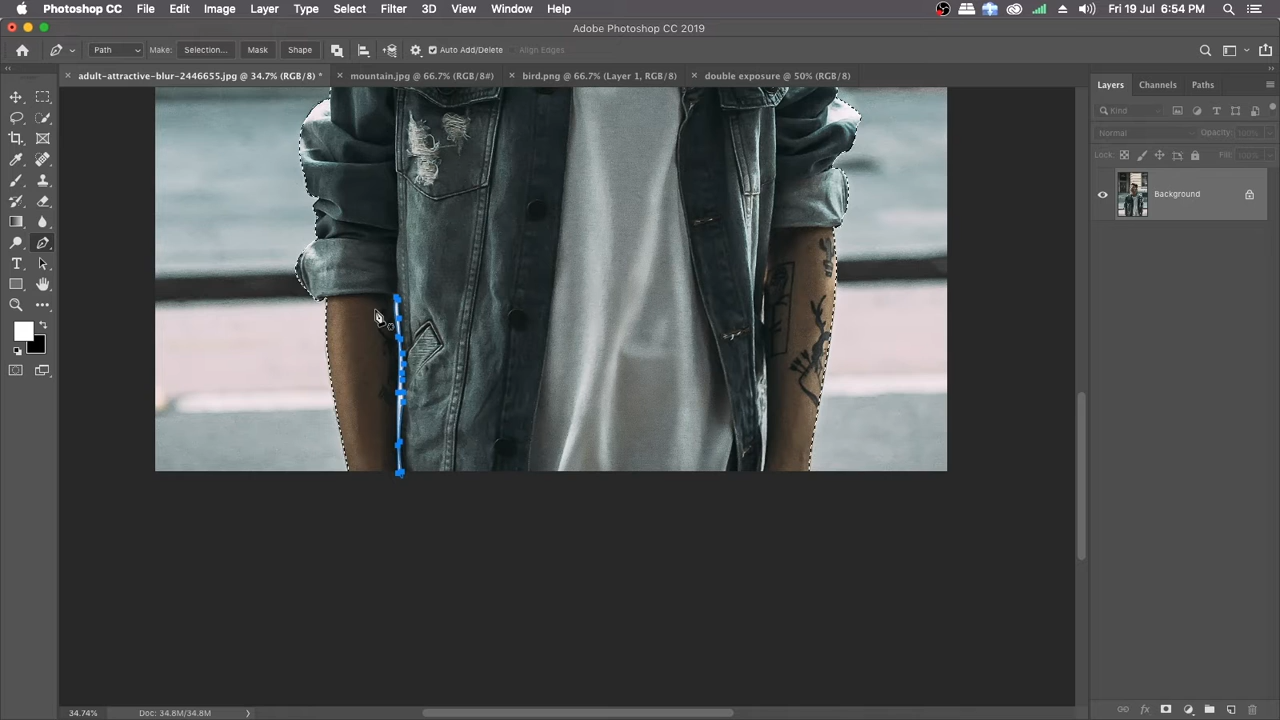 Photoshop CC File Edit Image Layer Type Select Filter 3D View Window Help Fri 19 Jul 6:54 PM
Adobe Photoshop CC 2019
Path Make: Selection... Mask Shape Auto Add/Delete Align Edges
adult-attractive-blur-2446655.jpg @ 34.7% (RGB/8) * mountain.jpg @ 66.7% (RGB/8#) bird.png @ 66.7% (Layer 1, RGB/8) double exposure @ 50% (RGB/8)
Layers Channels Paths
Kind
Normal Opacity: 100%
Lock: Fill: 100%
Background
34.74% Doc: 34.8M/34.8M